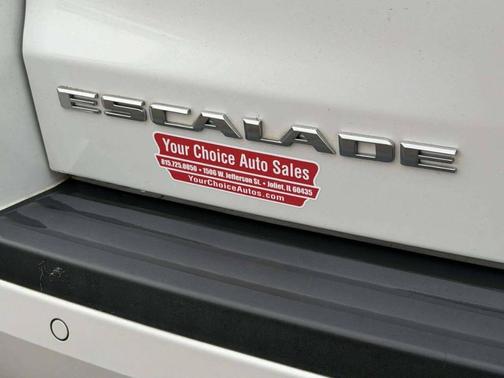 ESCALADE
Your Choice Auto Sales
815.725.0050 • 1506 W. Jefferson St. • Joliet, IL 60435
YourChoiceAutos.com